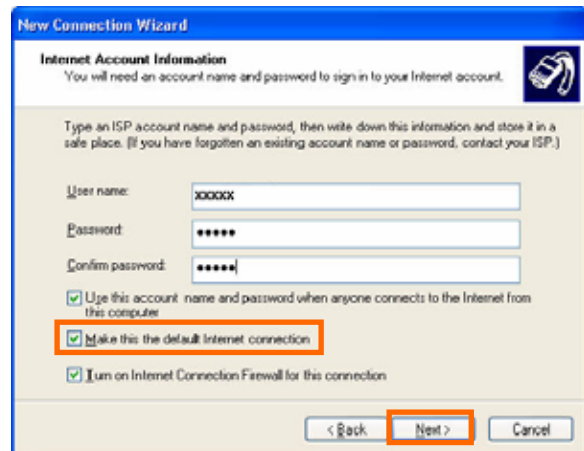 New Connection Wizard
Internet Account Information
You will need an account name and password to sign in to your Internet account.
Type an ISP account name and password, then write down this information and store it in a
safe place. (If you have forgotten an existing account name or password, contact your ISP.)
User name:
xxxxx
Password:
•••••
Confirm password:
•••••
Use this account name and password when anyone connects to the Internet from
this computer
Make this the default Internet connection
Turn on Internet Connection Firewall for this connection
< Back
Next >
Cancel